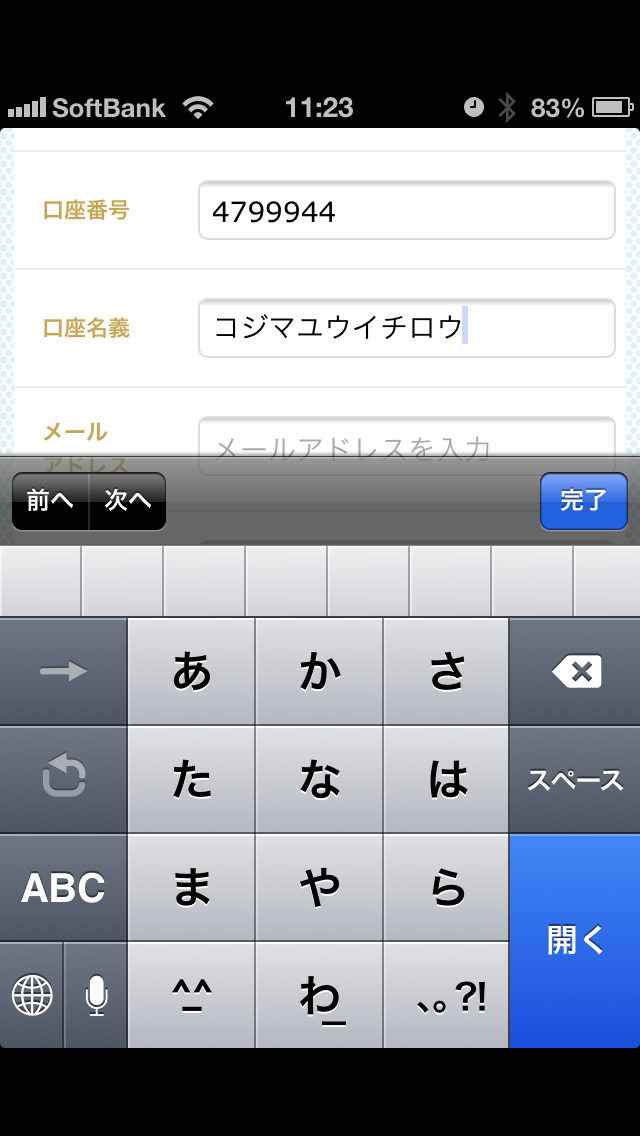 SoftBank 11:23 83%
口座番号 4799944
口座名義 コジマユウイチロウ
メール
アドレス メールアドレスを入力
前へ 次へ 完了
→ あ か さ
た な は スペース
ABC ま や ら 開く
^_^ わ_ 、。?!